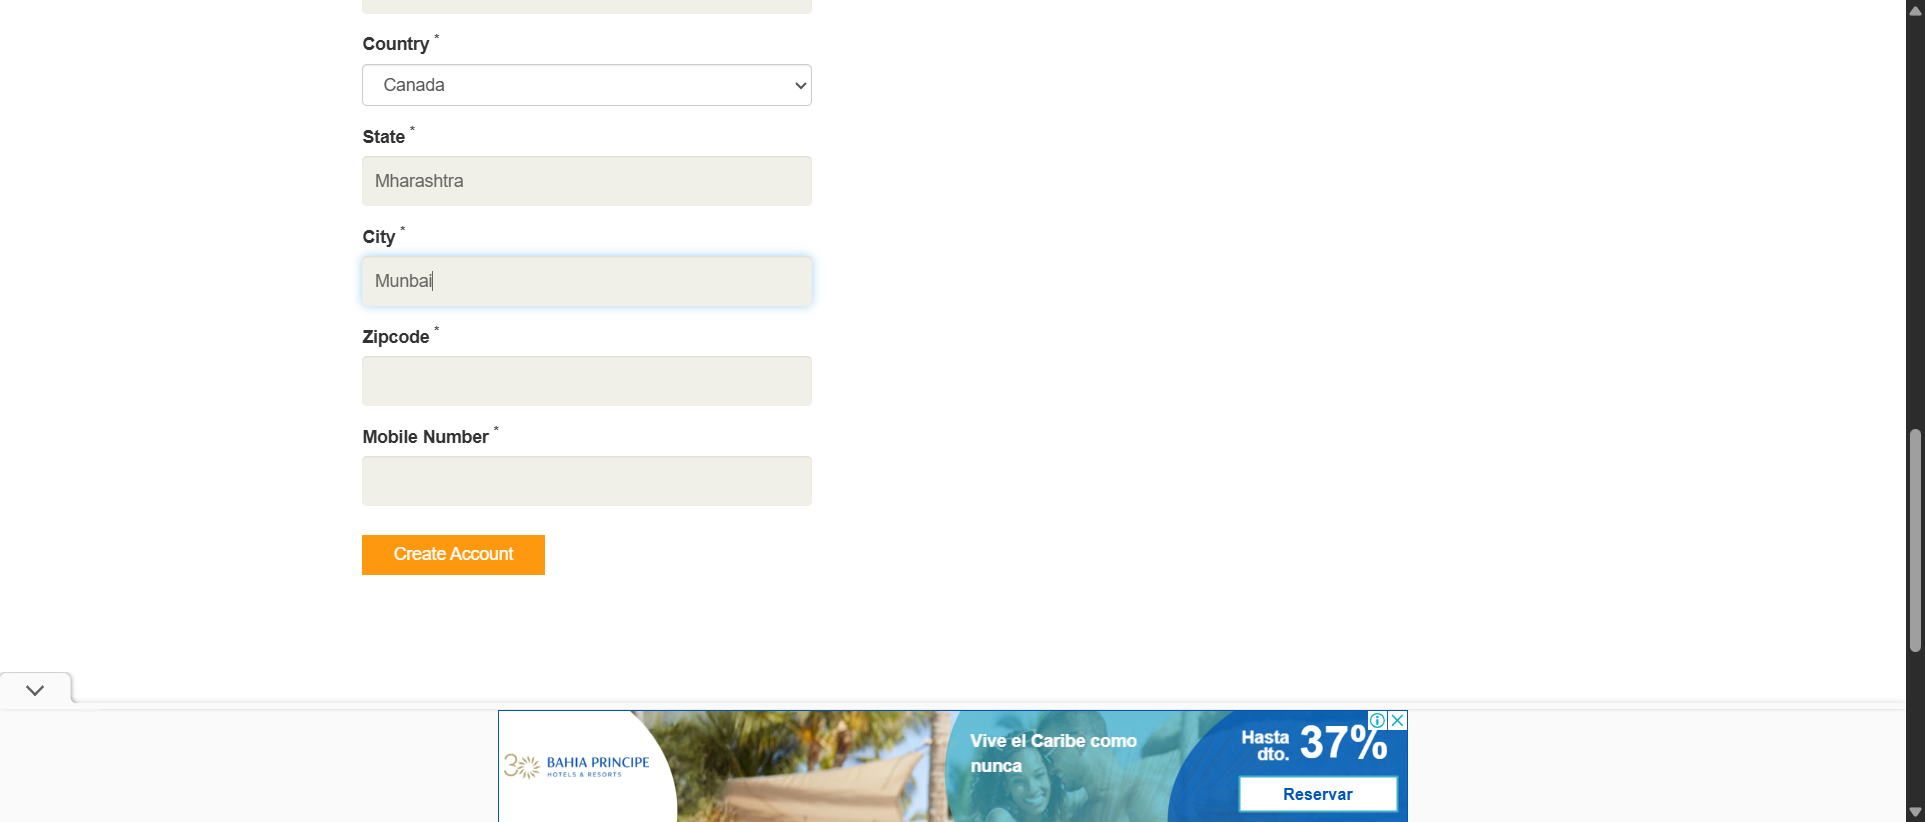 Country *
Canada
State *
Mharashtra
City *
Munbai
Zipcode *
Mobile Number *
Create Account
30 BAHIA PRINCIPE
HOTELS & RESORTS
Vive el Caribe como
nunca
Hasta
dto. 37%
Reservar